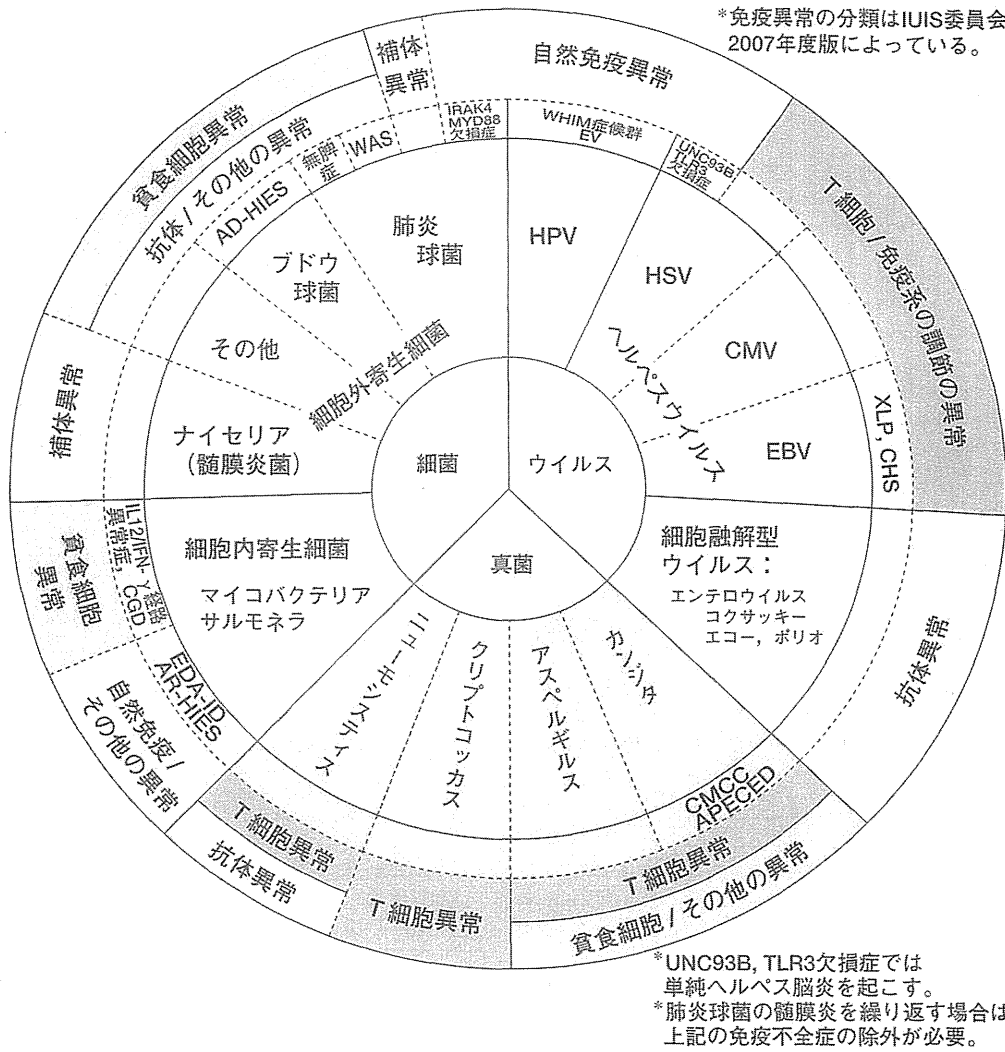 *免疫異常の分類はIUIS委員会
2007年度版によっている。
補体
異常
自然免疫異常
T細胞/免疫系の調節の異常
貧食細胞異常
抗体/その他の異常
AD-HIES
無脾
症
WAS
IRAK4
MYD88
欠損症
WHIM症候群
EV
UNC93B
TLR3
欠損症
肺炎
球菌
HPV
ブドウ
球菌
HSV
その他
細胞外寄生細菌
ヘルペスウイルス
CMV
補体異常
ナイセリア
(髄膜炎菌)
細菌
ウイルス
EBV
XLP, CHS
貧食細胞
異常
IL12/IFN-γ経路
異常症, CGD
細胞内寄生細菌
マイコバクテリア
サルモネラ
真菌
細胞融解型
ウイルス:
エンテロウイルス
コクサッキー
エコー, ポリオ
抗体異常
EDA-ID
AR-HIES
自然免疫/
その他の異常
ニューモシスティス
クリプトコッカス
アスペルギルス
カンジダ
CMCC
APECED
T細胞異常
抗体異常
T細胞異常
T細胞異常
貧食細胞/その他の異常
*UNC93B, TLR3欠損症では
単純ヘルペス脳炎を起こす。
*肺炎球菌の髄膜炎を繰り返す場合は
上記の免疫不全症の除外が必要。